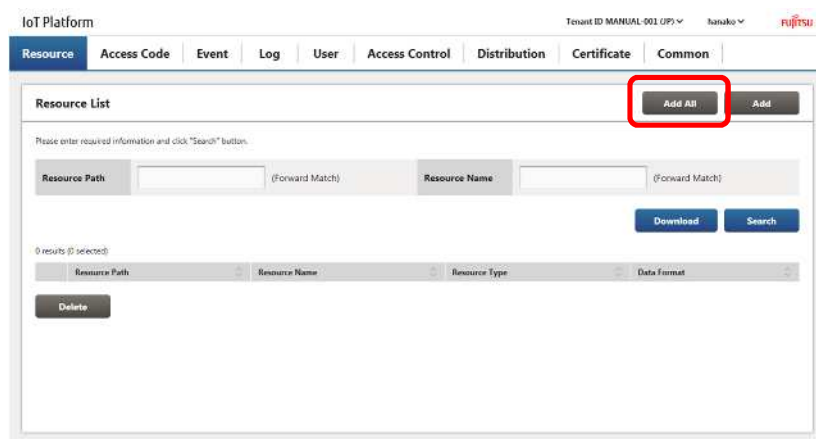 IoT Platform Tenant ID MANUAL-001 (JP) hanako FUJITSU
Resource Access Code Event Log User Access Control Distribution Certificate Common
Resource List Add All Add
Please enter required information and click "Search" button.
Resource Path (Forward Match) Resource Name (Forward Match)
Download Search
0 results (0 selected)
Resource Path Resource Name Resource Type Data Format
Delete